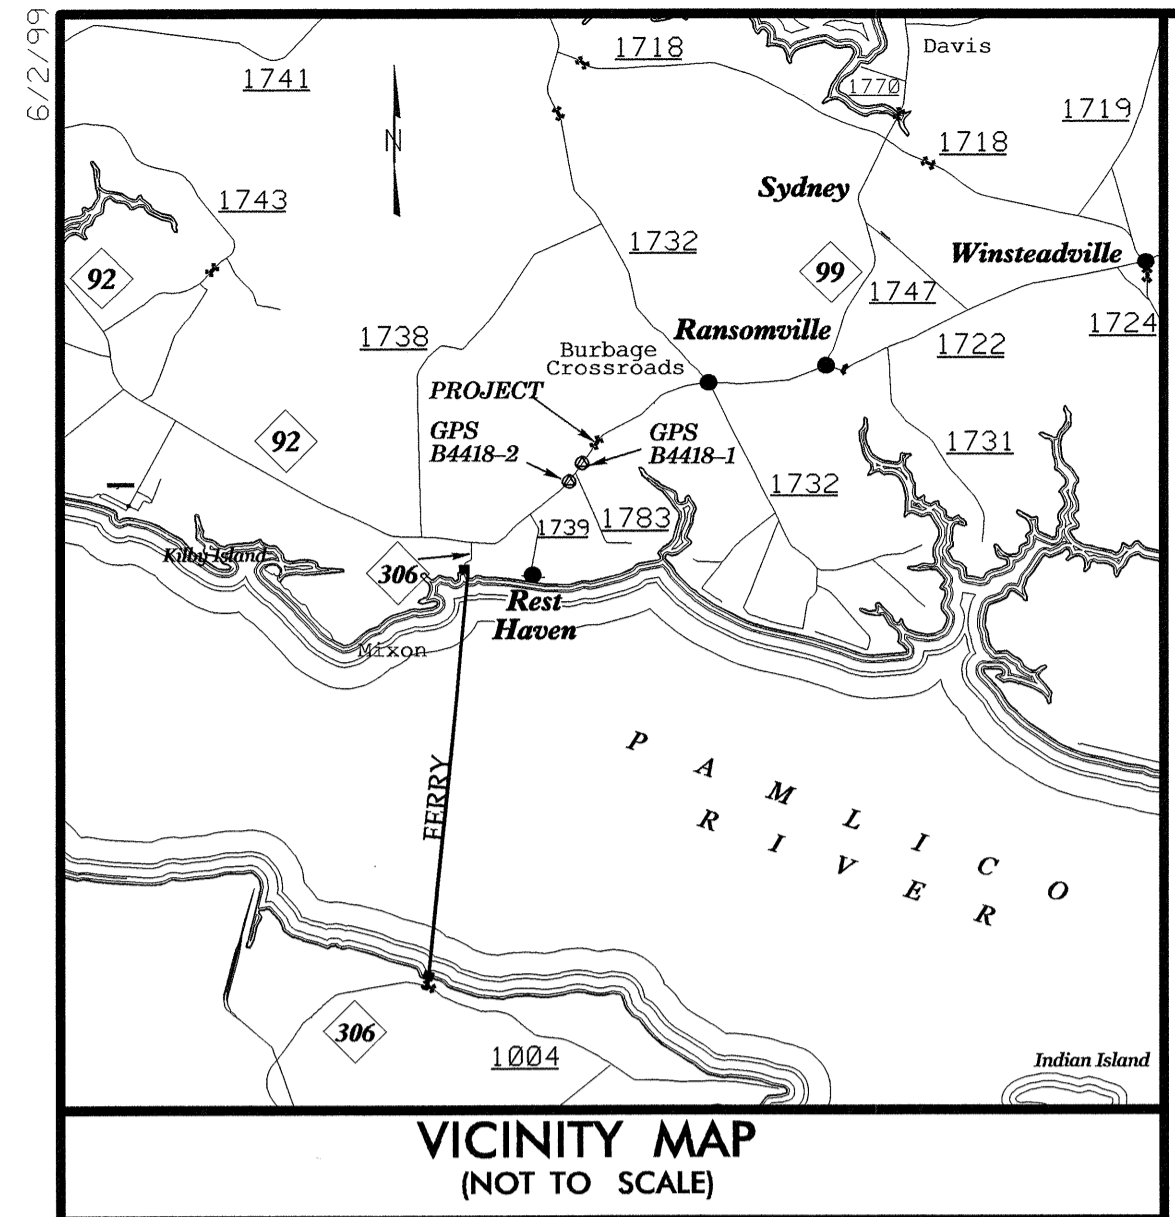 6/2/99
Davis
1718
1741
1770
1719
N
1718
Sydney
1743
1732
Winsteadville
92
99
1747
1724
Ransomville
1738
1722
Burbage
Crossroads
PROJECT
GPS
B4418-2
GPS
B4418-1
92
1731
1732
1739
1783
Kilby Island
306
Rest
Haven
Mixon
FERRY
PAMLICO
RIVER
306
1004
Indian Island
VICINITY MAP
(NOT TO SCALE)